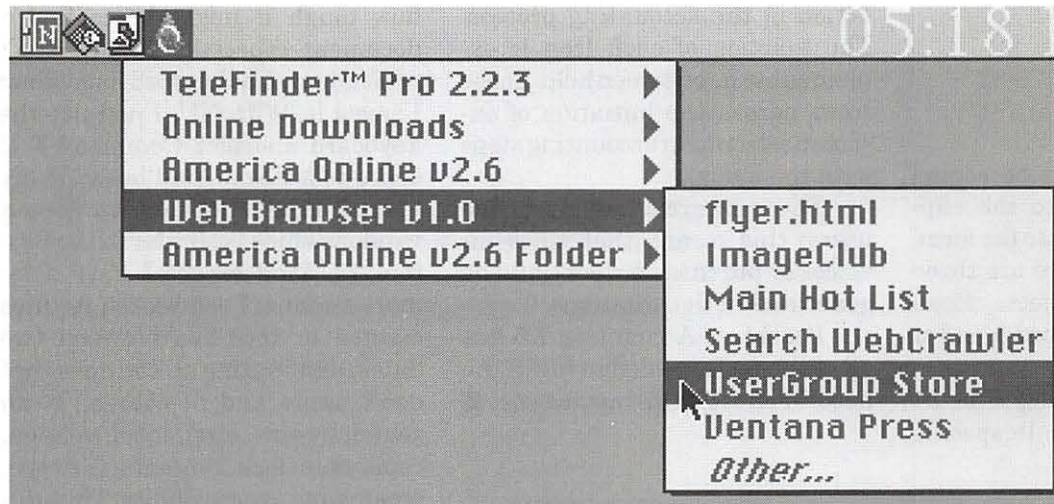 05:18
TeleFinder™ Pro 2.2.3
Online Downloads
America Online v2.6
Web Browser v1.0
America Online v2.6 Folder
flyer.html
ImageClub
Main Hot List
Search WebCrawler
UserGroup Store
Ventana Press
Other...